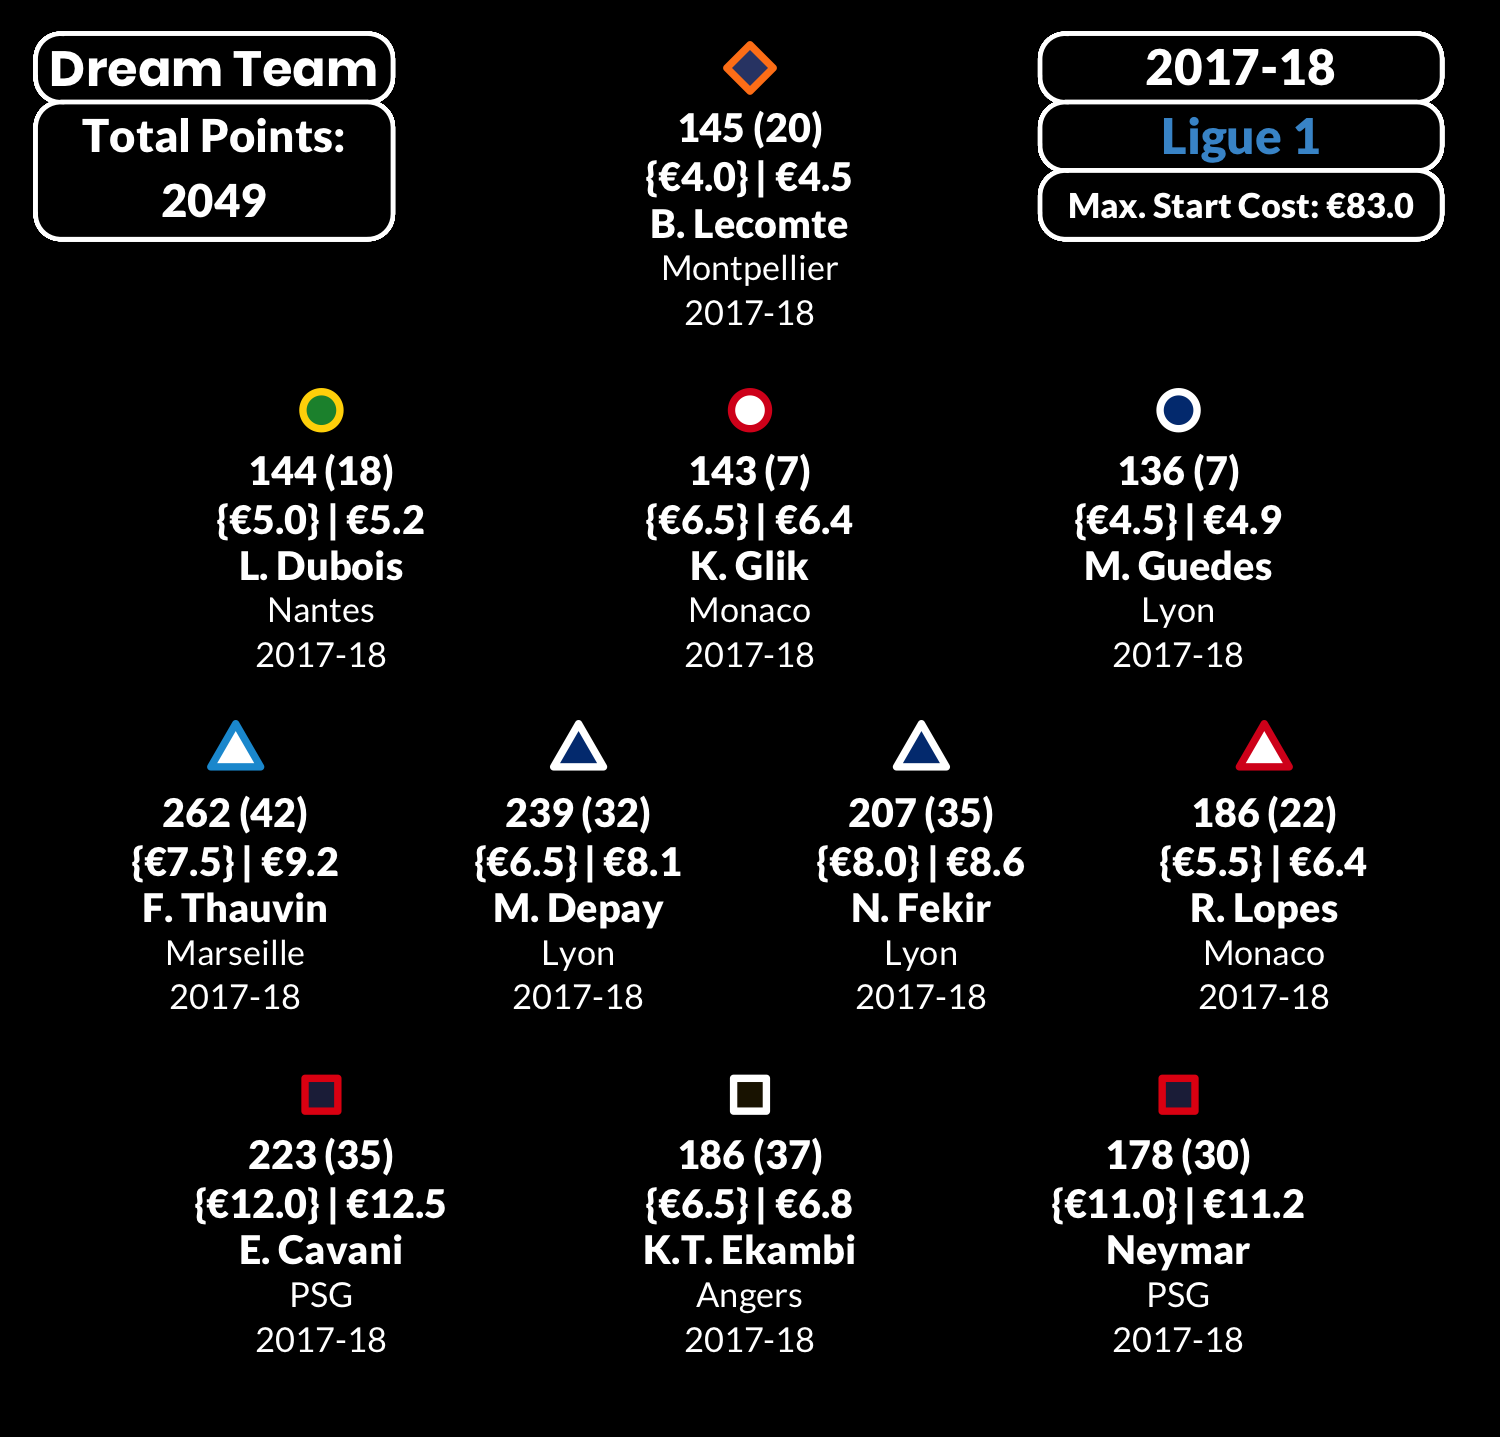 Dream Team
Total Points:
2049
2017-18
Ligue 1
Max. Start Cost: €83.0
145 (20)
{€4.0} | €4.5
B. Lecomte
Montpellier
2017-18
144 (18)
{€5.0} | €5.2
L. Dubois
Nantes
2017-18
143 (7)
{€6.5} | €6.4
K. Glik
Monaco
2017-18
136 (7)
{€4.5} | €4.9
M. Guedes
Lyon
2017-18
262 (42)
{€7.5} | €9.2
F. Thauvin
Marseille
2017-18
239 (32)
{€6.5} | €8.1
M. Depay
Lyon
2017-18
207 (35)
{€8.0} | €8.6
N. Fekir
Lyon
2017-18
186 (22)
{€5.5} | €6.4
R. Lopes
Monaco
2017-18
223 (35)
{€12.0} | €12.5
E. Cavani
PSG
2017-18
186 (37)
{€6.5} | €6.8
K.T. Ekambi
Angers
2017-18
178 (30)
{€11.0} | €11.2
Neymar
PSG
2017-18